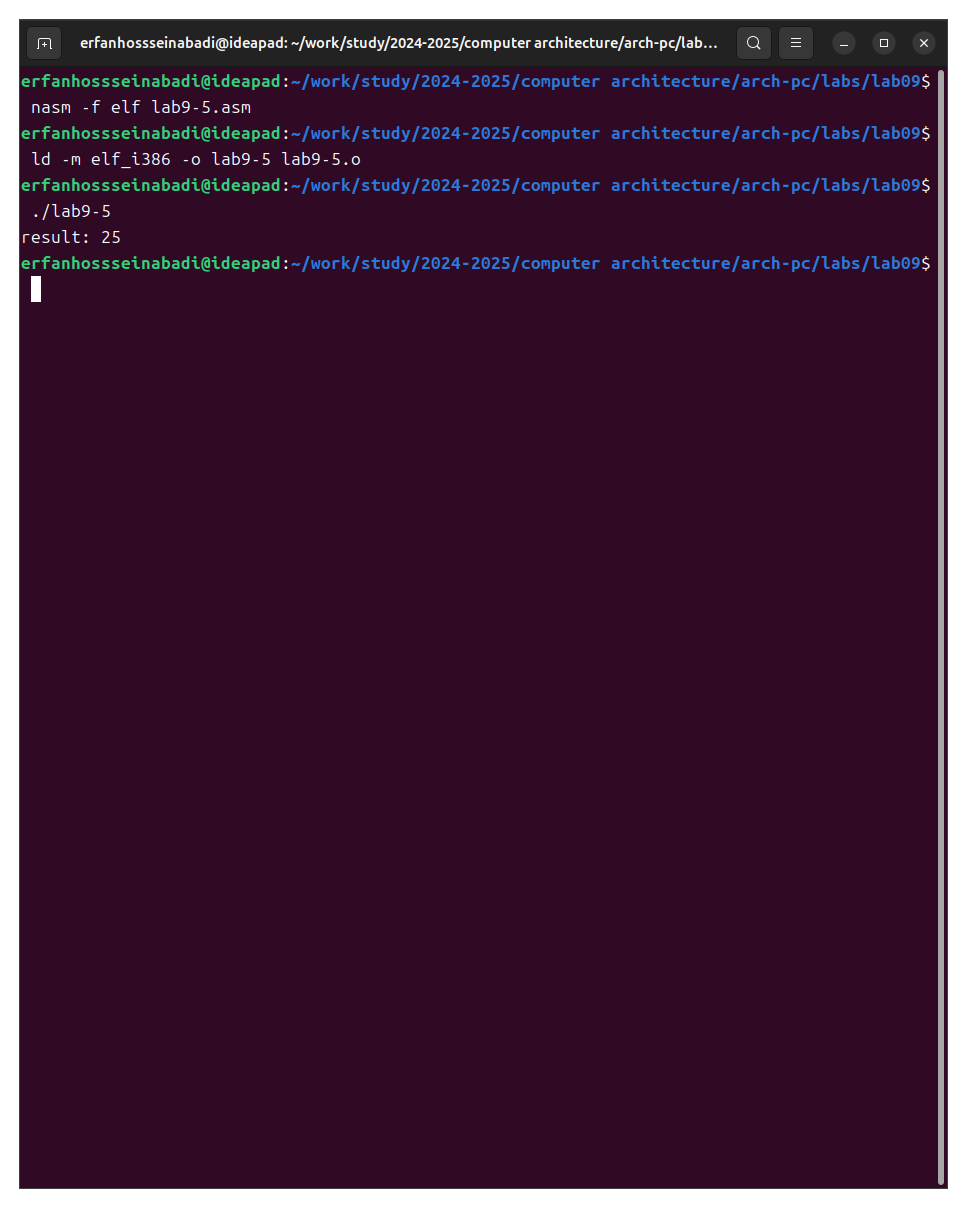 erfanhossseinabadi@ideapad: ~/work/study/2024-2025/computer architecture/arch-pc/lab…
erfanhossseinabadi@ideapad:~/work/study/2024-2025/computer architecture/arch-pc/labs/lab09$
nasm -f elf lab9-5.asm
erfanhossseinabadi@ideapad:~/work/study/2024-2025/computer architecture/arch-pc/labs/lab09$
ld -m elf_i386 -o lab9-5 lab9-5.o
erfanhossseinabadi@ideapad:~/work/study/2024-2025/computer architecture/arch-pc/labs/lab09$
./lab9-5
result: 25
erfanhossseinabadi@ideapad:~/work/study/2024-2025/computer architecture/arch-pc/labs/lab09$